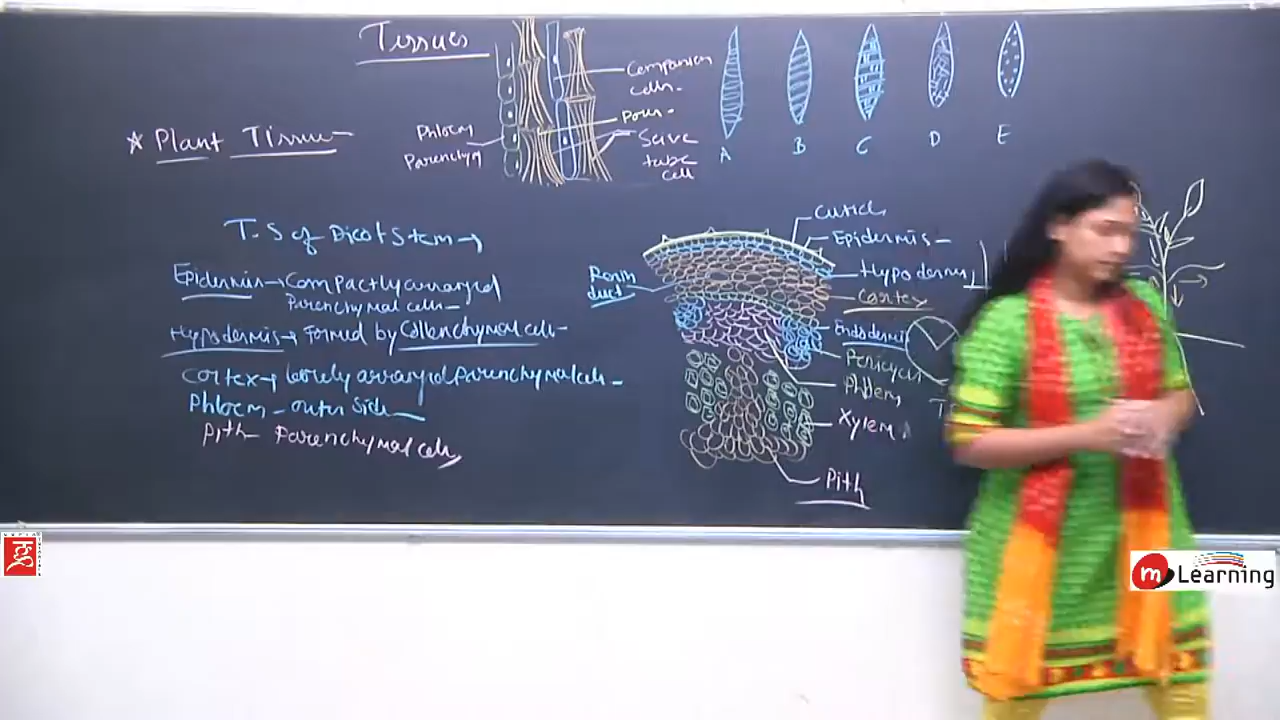 Tissues
* Plant Tissue
Companion
cells
Pores
Sieve
tube
cell
Phloem
Parenchyma
A
B
C
D
E
T.S of Dicot Stem →
Epidermis → Compactly arranged
Parenchymal cells
Hypodermis → Formed by Collenchymal cells
Cortex → loosely arranged Parenchymal cells
Phloem - outer side
Pith - Parenchymal cells
Cuticle
Epidermis
Hypodermis
Resin
duct
Cortex
Endodermis
Pericycle
Phloem
Xylem
Pith
m Learning